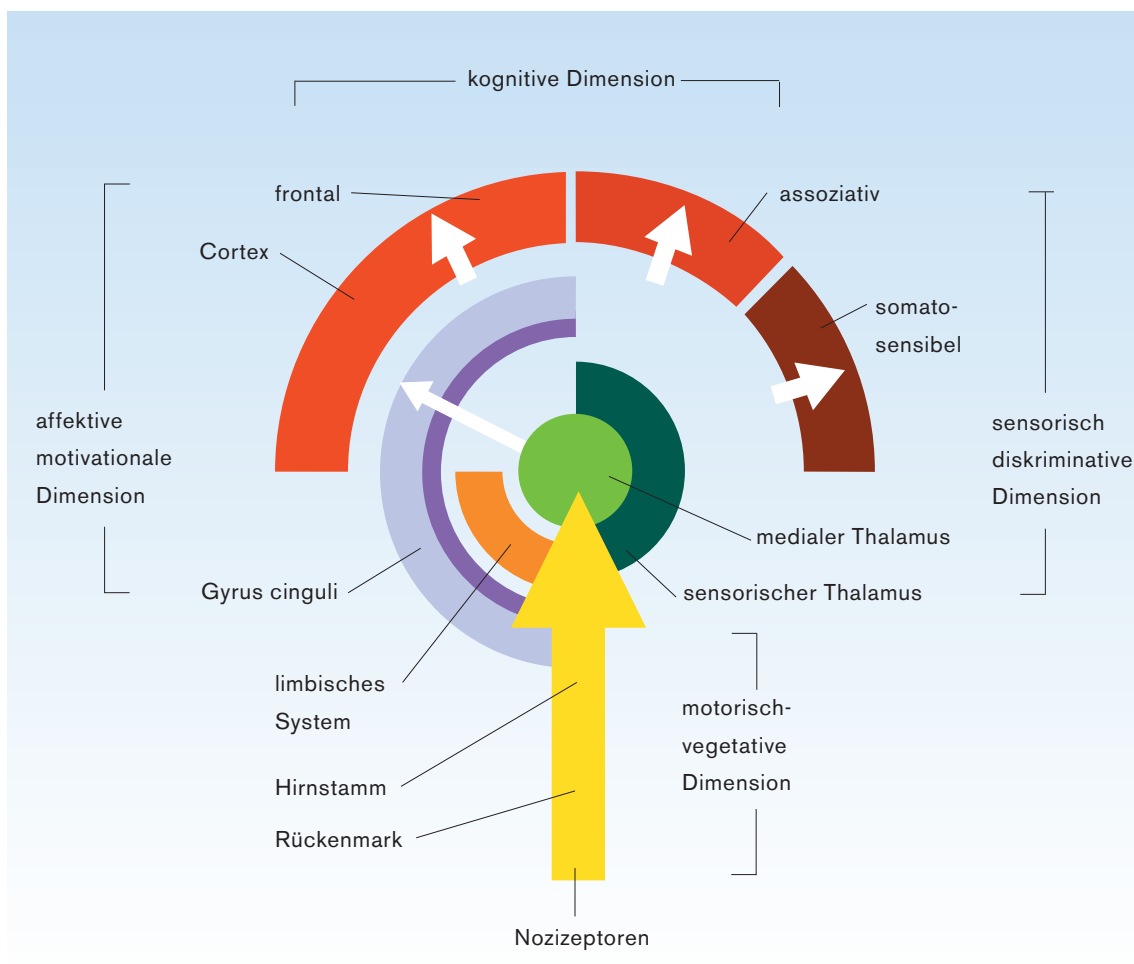 kognitive Dimension
frontal
assoziativ
Cortex
somato-
sensibel
affektive
motivationale
Dimension
sensorisch
diskriminative
Dimension
medialer Thalamus
Gyrus cinguli
sensorischer Thalamus
limbisches
System
motorisch-
vegetative
Dimension
Hirnstamm
Rückenmark
Nozizeptoren